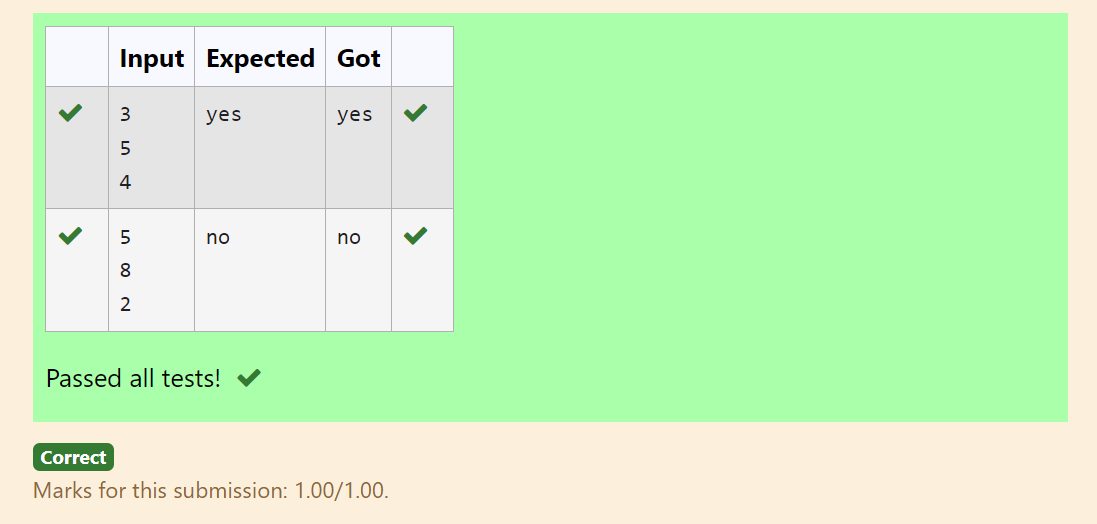 Input Expected Got
3 yes yes
5
4
5 no no
8
2
Passed all tests!
Correct
Marks for this submission: 1.00/1.00.